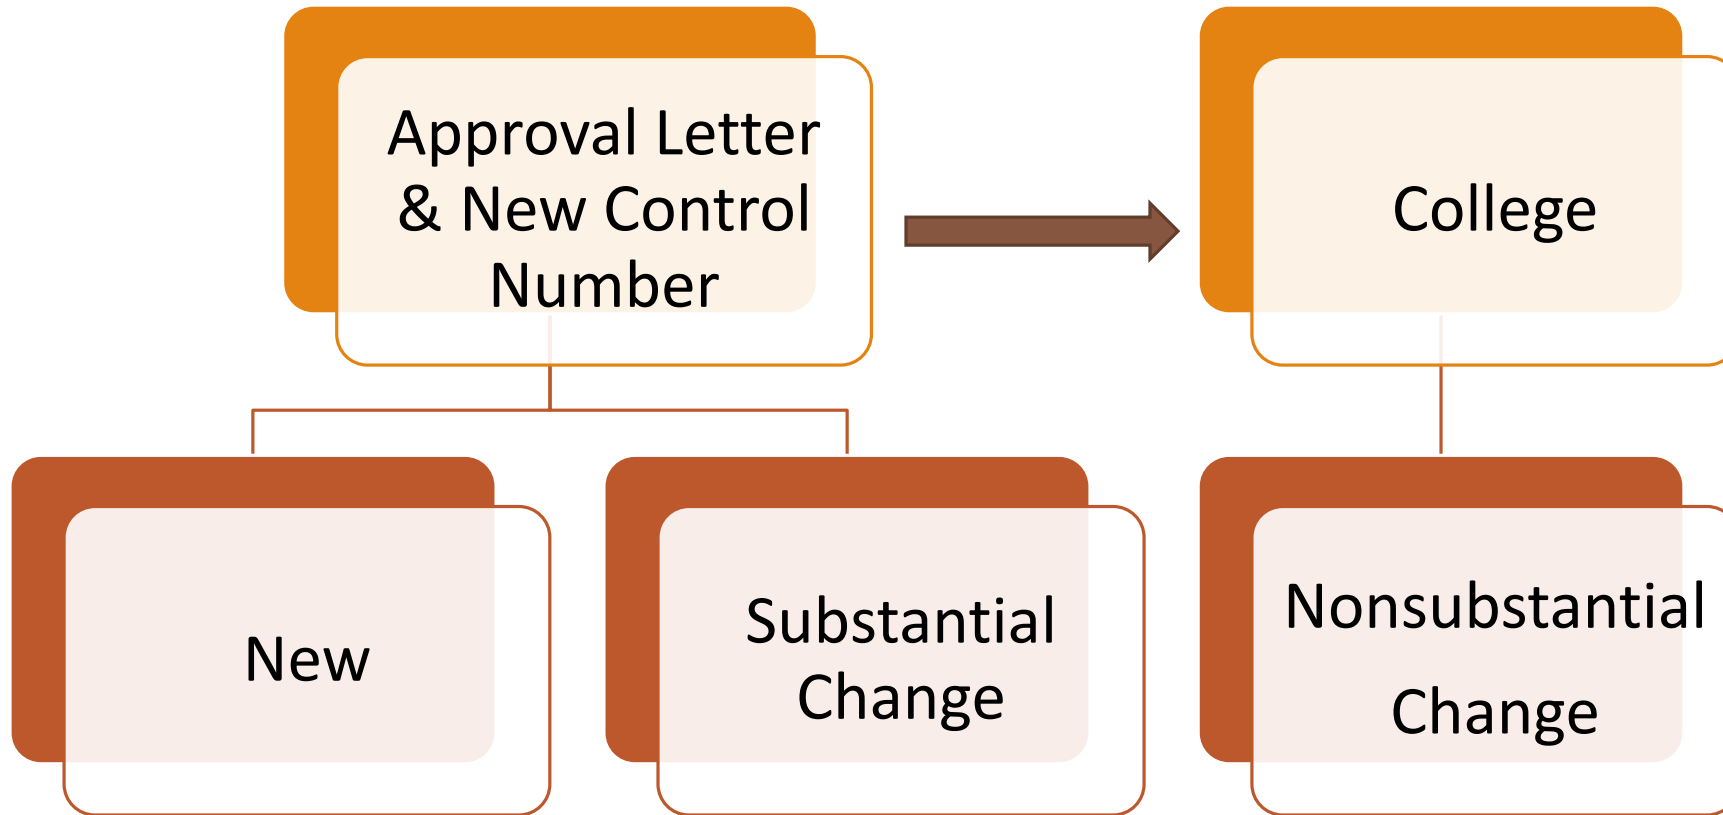 Approval Letter
& New Control
Number
College
New
Substantial
Change
Nonsubstantial
Change